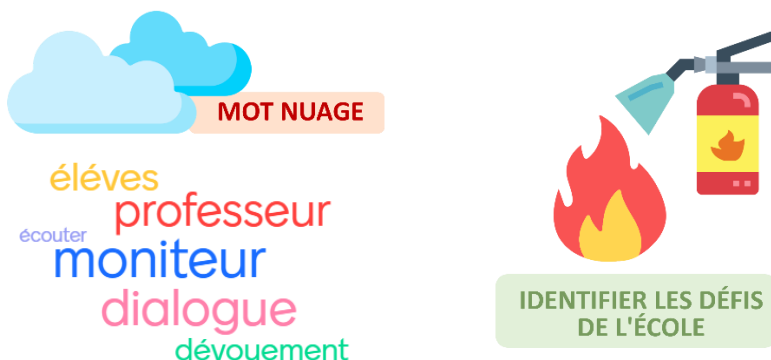 MOT NUAGE
éléves
professeur
écouter
moniteur
dialogue
dévouement
IDENTIFIER LES DÉFIS
DE L'ÉCOLE